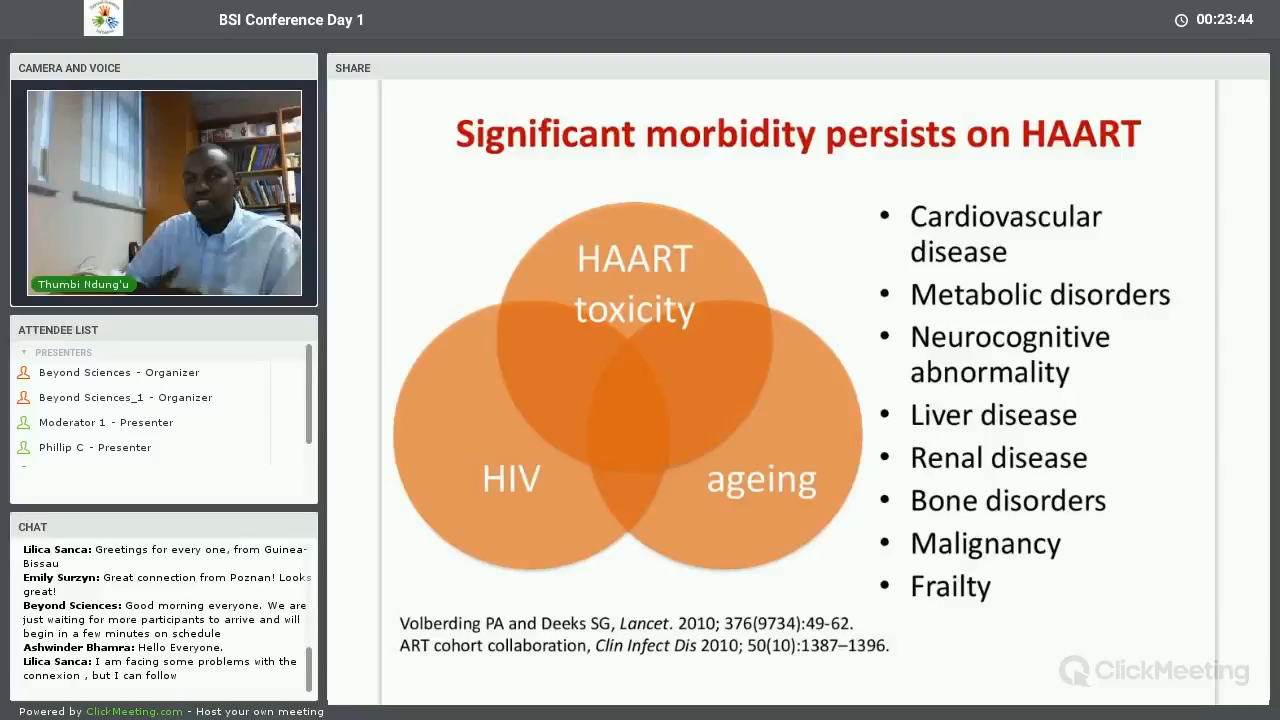 BSI Conference Day 1
00:23:44
CAMERA AND VOICE
Thumbi Ndung'u
ATTENDEE LIST
PRESENTERS
Beyond Sciences - Organizer
Beyond Sciences_1 - Organizer
Moderator 1 - Presenter
Phillip C - Presenter
CHAT
Lilica Sanca: Greetings for every one, from Guinea-
Bissau
Emily Surzyn: Great connection from Poznan! Looks
great!
Beyond Sciences: Good morning everyone. We are
just waiting for more participants to arrive and will
begin in a few minutes on schedule
Ashwinder Bhamra: Hello Everyone.
Lilica Sanca: I am facing some problems with the
connexion , but I can follow
Powered by ClickMeeting.com - Host your own meeting
SHARE
Significant morbidity persists on HAART
HAART
toxicity
HIV
ageing
• Cardiovascular
disease
• Metabolic disorders
• Neurocognitive
abnormality
• Liver disease
• Renal disease
• Bone disorders
• Malignancy
• Frailty
Volberding PA and Deeks SG, Lancet. 2010; 376(9734):49-62.
ART cohort collaboration, Clin Infect Dis 2010; 50(10):1387–1396.
ClickMeeting